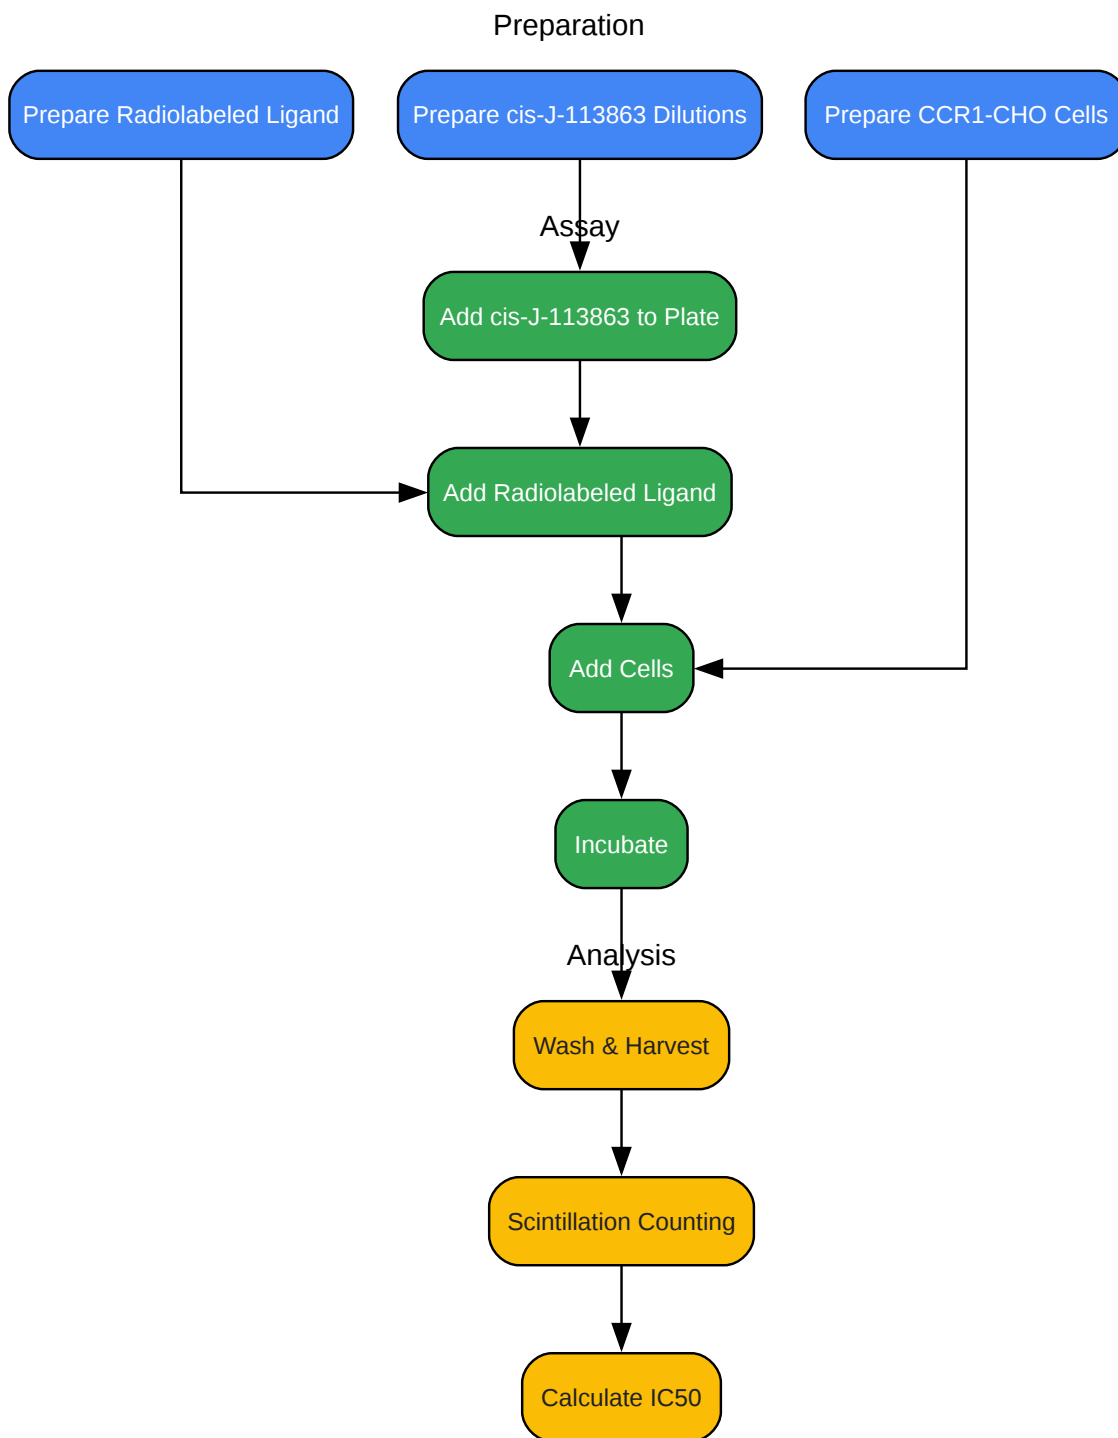 Preparation
Prepare Radiolabeled Ligand
Prepare cis-J-113863 Dilutions
Prepare CCR1-CHO Cells
Assay
Add cis-J-113863 to Plate
Add Radiolabeled Ligand
Add Cells
Incubate
Analysis
Wash & Harvest
Scintillation Counting
Calculate IC50